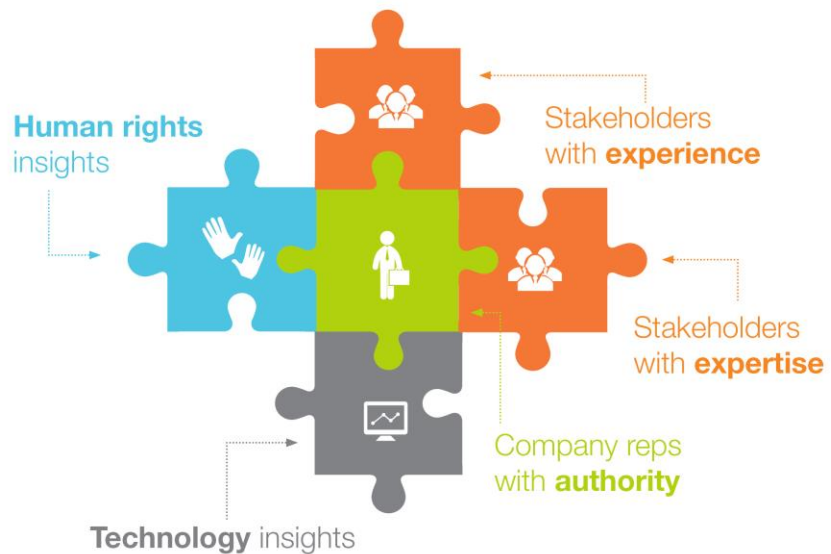 Human rights
insights
Stakeholders
with experience
Stakeholders
with expertise
Company reps
with authority
Technology insights